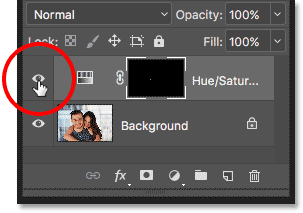 Normal Opacity: 100%
Lock: Fill: 100%
Hue/Satur...
Background
fx